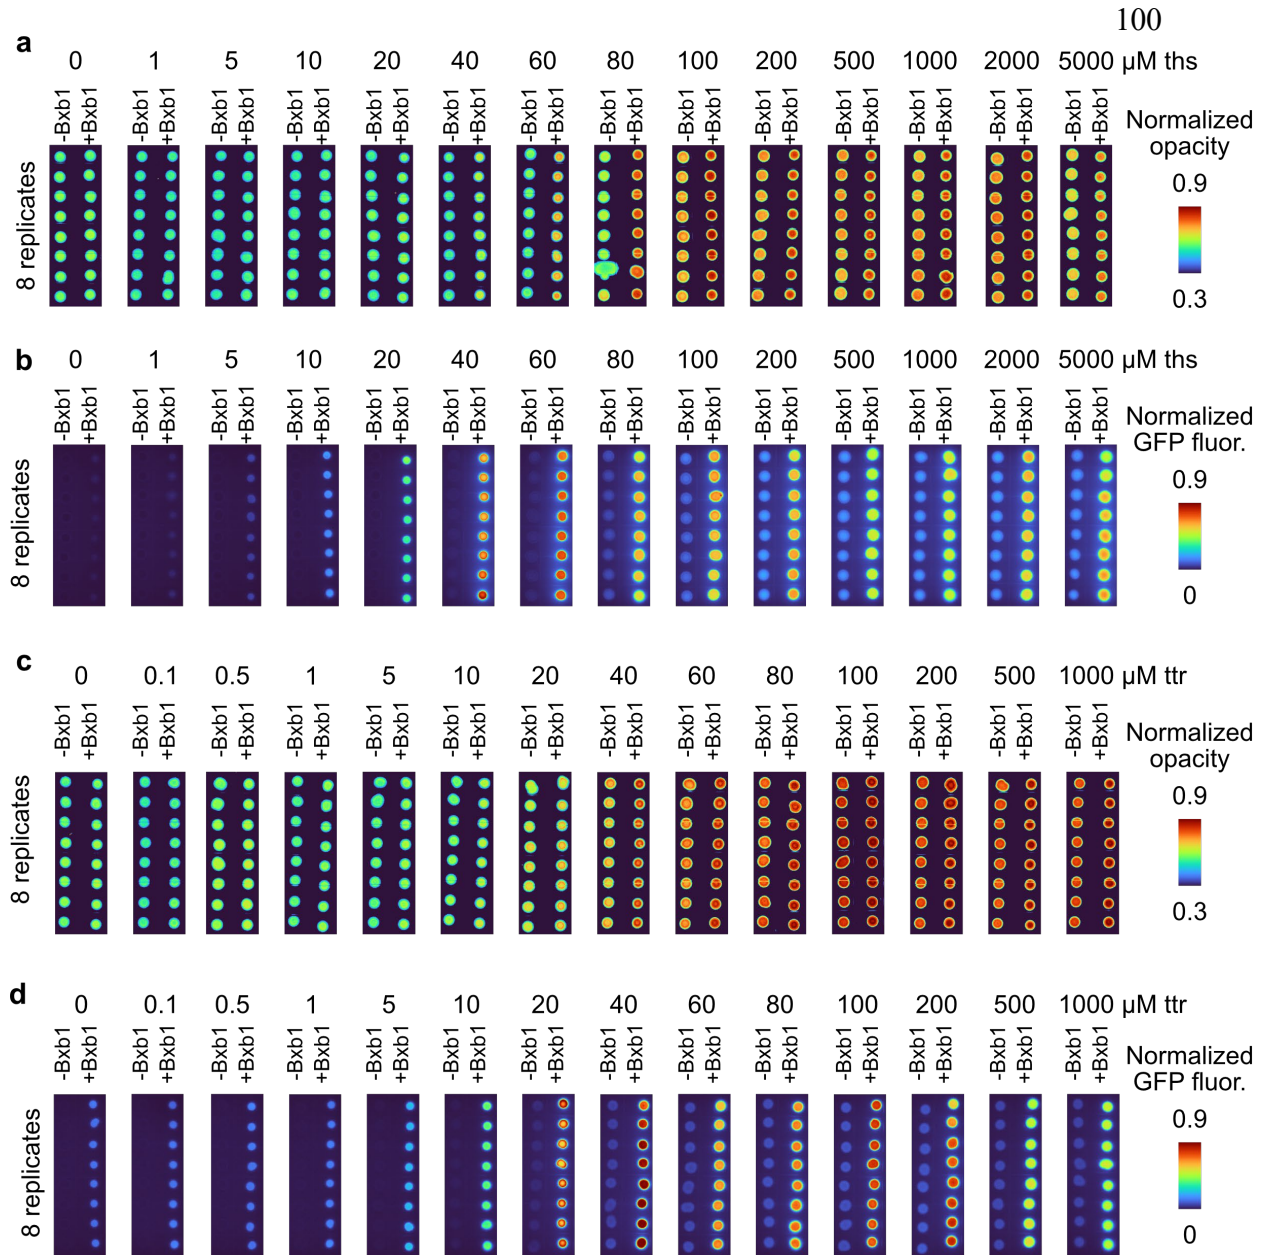 100
a
0 1 5 10 20 40 60 80 100 200 500 1000 2000 5000 µM ths
-Bxb1 +Bxb1 -Bxb1 +Bxb1 -Bxb1 +Bxb1 -Bxb1 +Bxb1 -Bxb1 +Bxb1 -Bxb1 +Bxb1 -Bxb1 +Bxb1 -Bxb1 +Bxb1 -Bxb1 +Bxb1 -Bxb1 +Bxb1 -Bxb1 +Bxb1 -Bxb1 +Bxb1 -Bxb1 +Bxb1 -Bxb1 +Bxb1
8 replicates
Normalized
opacity
0.9
0.3
b
0 1 5 10 20 40 60 80 100 200 500 1000 2000 5000 µM ths
-Bxb1 +Bxb1 -Bxb1 +Bxb1 -Bxb1 +Bxb1 -Bxb1 +Bxb1 -Bxb1 +Bxb1 -Bxb1 +Bxb1 -Bxb1 +Bxb1 -Bxb1 +Bxb1 -Bxb1 +Bxb1 -Bxb1 +Bxb1 -Bxb1 +Bxb1 -Bxb1 +Bxb1 -Bxb1 +Bxb1 -Bxb1 +Bxb1
8 replicates
Normalized
GFP fluor.
0.9
0
c
0 0.1 0.5 1 5 10 20 40 60 80 100 200 500 1000 µM ttr
-Bxb1 +Bxb1 -Bxb1 +Bxb1 -Bxb1 +Bxb1 -Bxb1 +Bxb1 -Bxb1 +Bxb1 -Bxb1 +Bxb1 -Bxb1 +Bxb1 -Bxb1 +Bxb1 -Bxb1 +Bxb1 -Bxb1 +Bxb1 -Bxb1 +Bxb1 -Bxb1 +Bxb1 -Bxb1 +Bxb1 -Bxb1 +Bxb1
8 replicates
Normalized
opacity
0.9
0.3
d
0 0.1 0.5 1 5 10 20 40 60 80 100 200 500 1000 µM ttr
-Bxb1 +Bxb1 -Bxb1 +Bxb1 -Bxb1 +Bxb1 -Bxb1 +Bxb1 -Bxb1 +Bxb1 -Bxb1 +Bxb1 -Bxb1 +Bxb1 -Bxb1 +Bxb1 -Bxb1 +Bxb1 -Bxb1 +Bxb1 -Bxb1 +Bxb1 -Bxb1 +Bxb1 -Bxb1 +Bxb1 -Bxb1 +Bxb1
8 replicates
Normalized
GFP fluor.
0.9
0